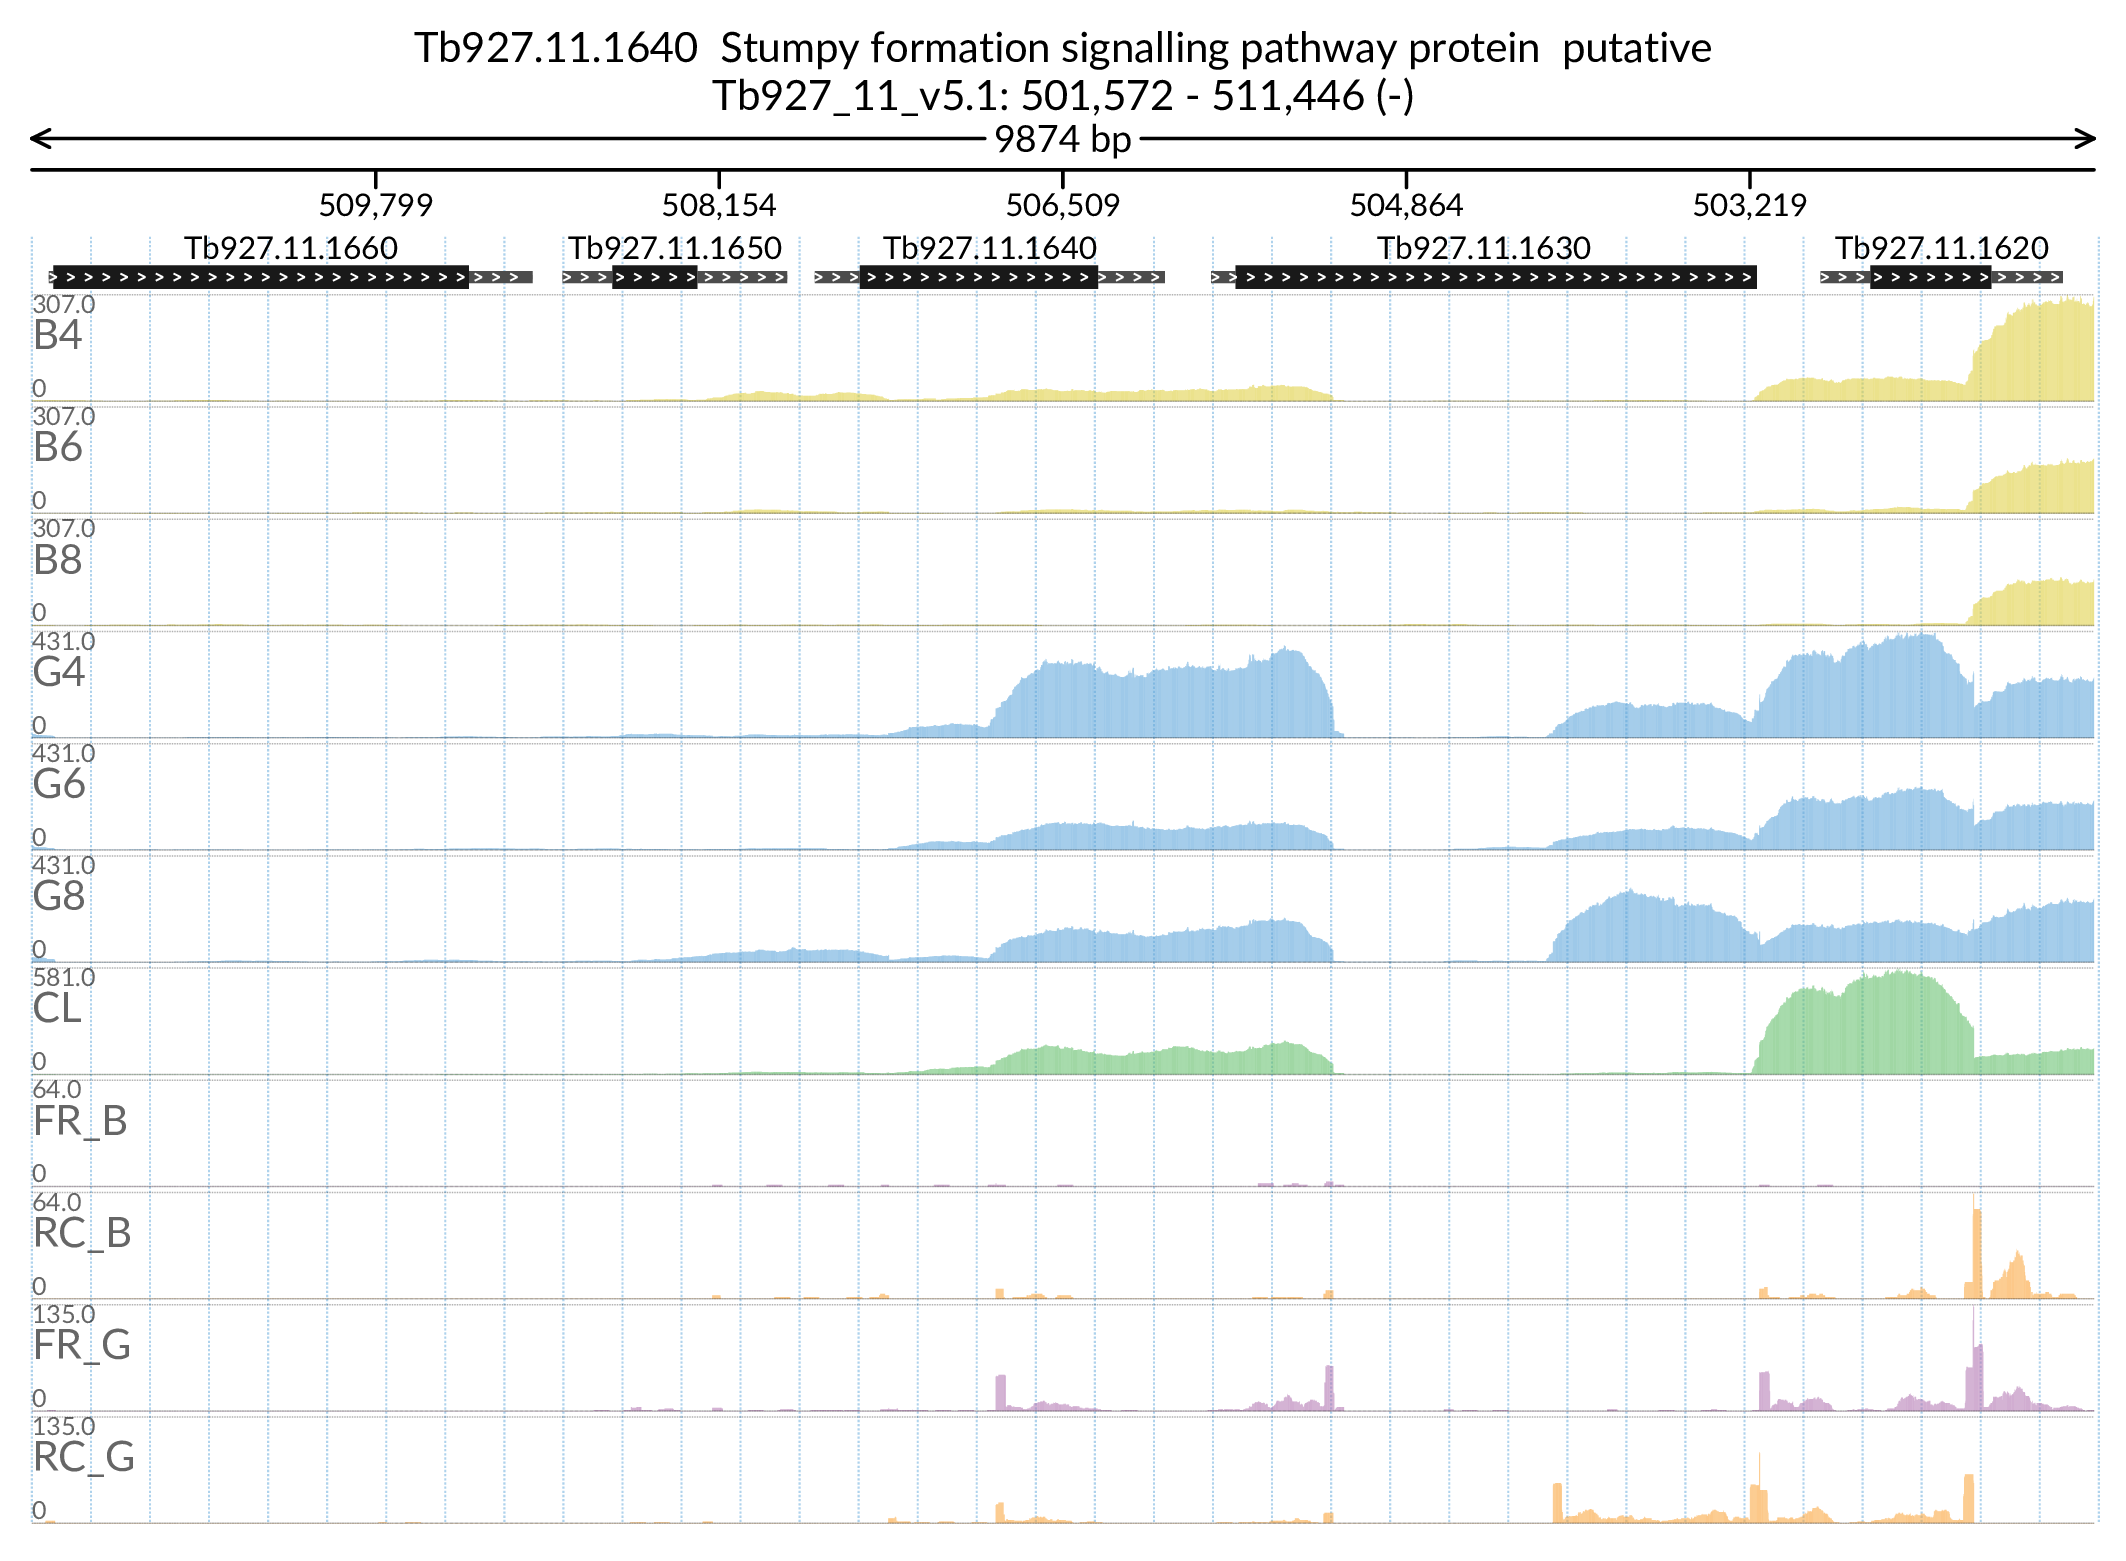 Tb927.11.1640  Stumpy formation signalling pathway protein  putative
Tb927_11_v5.1: 501,572 - 511,446 (-)
9874 bp
509,799 508,154 506,509 504,864 503,219
Tb927.11.1660 Tb927.11.1650 Tb927.11.1640 Tb927.11.1630 Tb927.11.1620
307.0
B4
0
307.0
B6
0
307.0
B8
0
431.0
G4
0
431.0
G6
0
431.0
G8
0
581.0
CL
0
64.0
FR_B
0
64.0
RC_B
0
135.0
FR_G
0
135.0
RC_G
0